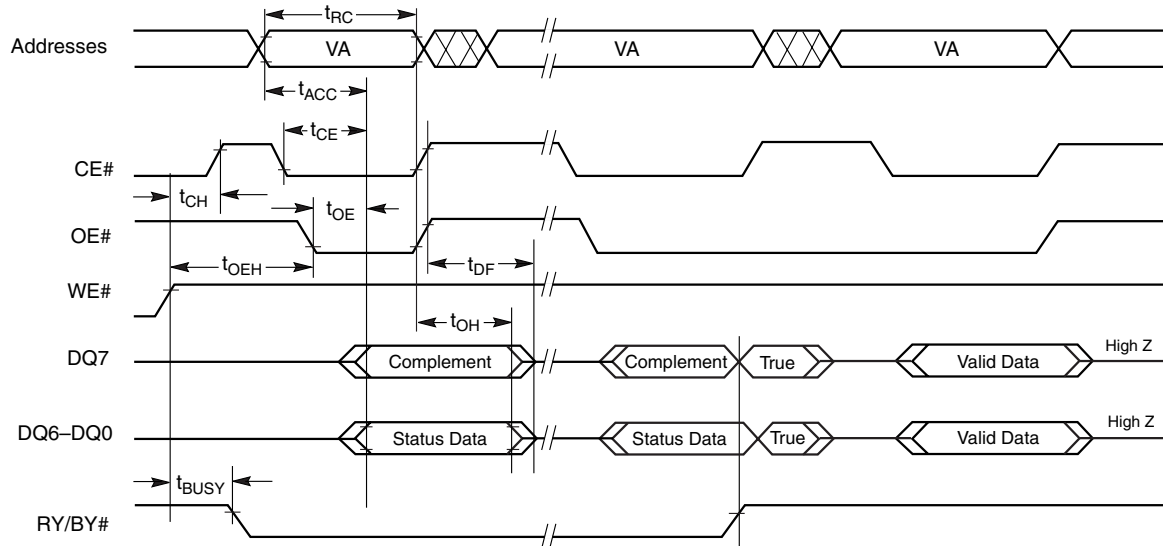 tRC
Addresses VA VA VA
tACC
tCE
CE#
tCH tOE
OE#
tOEH tDF
WE#
tOH
DQ7 Complement Complement True Valid Data High Z
DQ6–DQ0 Status Data Status Data True Valid Data High Z
tBUSY
RY/BY#